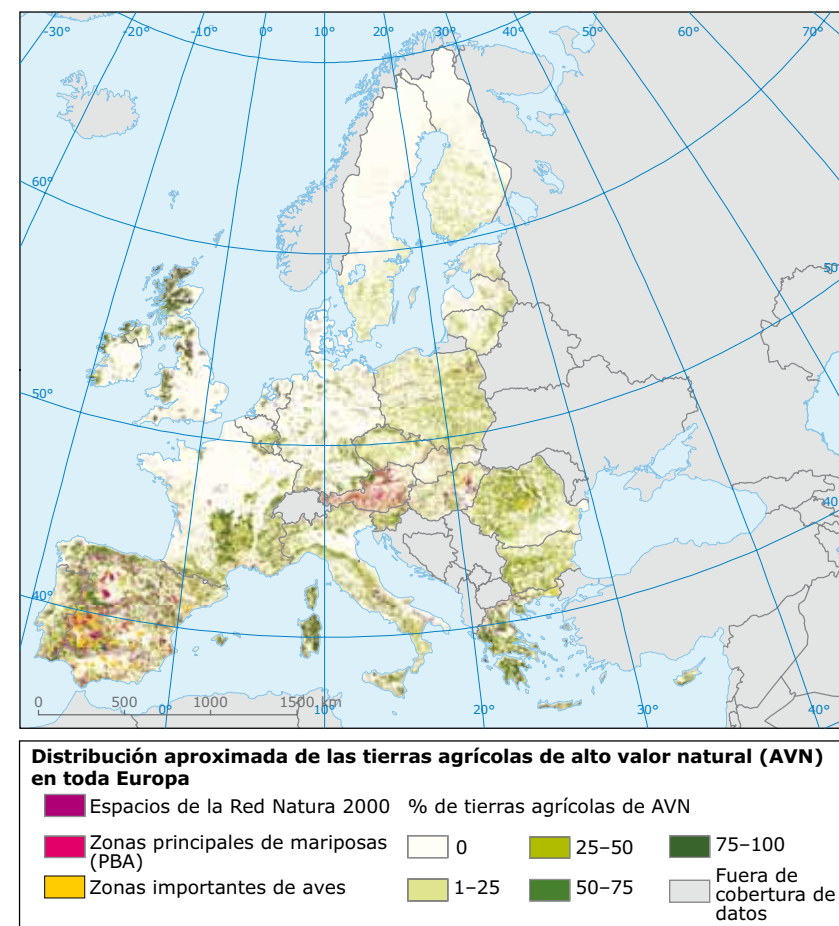 -30° -20° -10° 0° 10° 20° 30° 40° 50° 60° 70°
60°
50°
40°
60°
50°
40°
0 500 1000 1500 km
0° 10° 20° 30° 40°
Distribución aproximada de las tierras agrícolas de alto valor natural (AVN)
en toda Europa
Espacios de la Red Natura 2000
Zonas principales de mariposas
(PBA)
Zonas importantes de aves
% de tierras agrícolas de AVN
0
1–25
25–50
50–75
75–100
Fuera de
cobertura de
datos